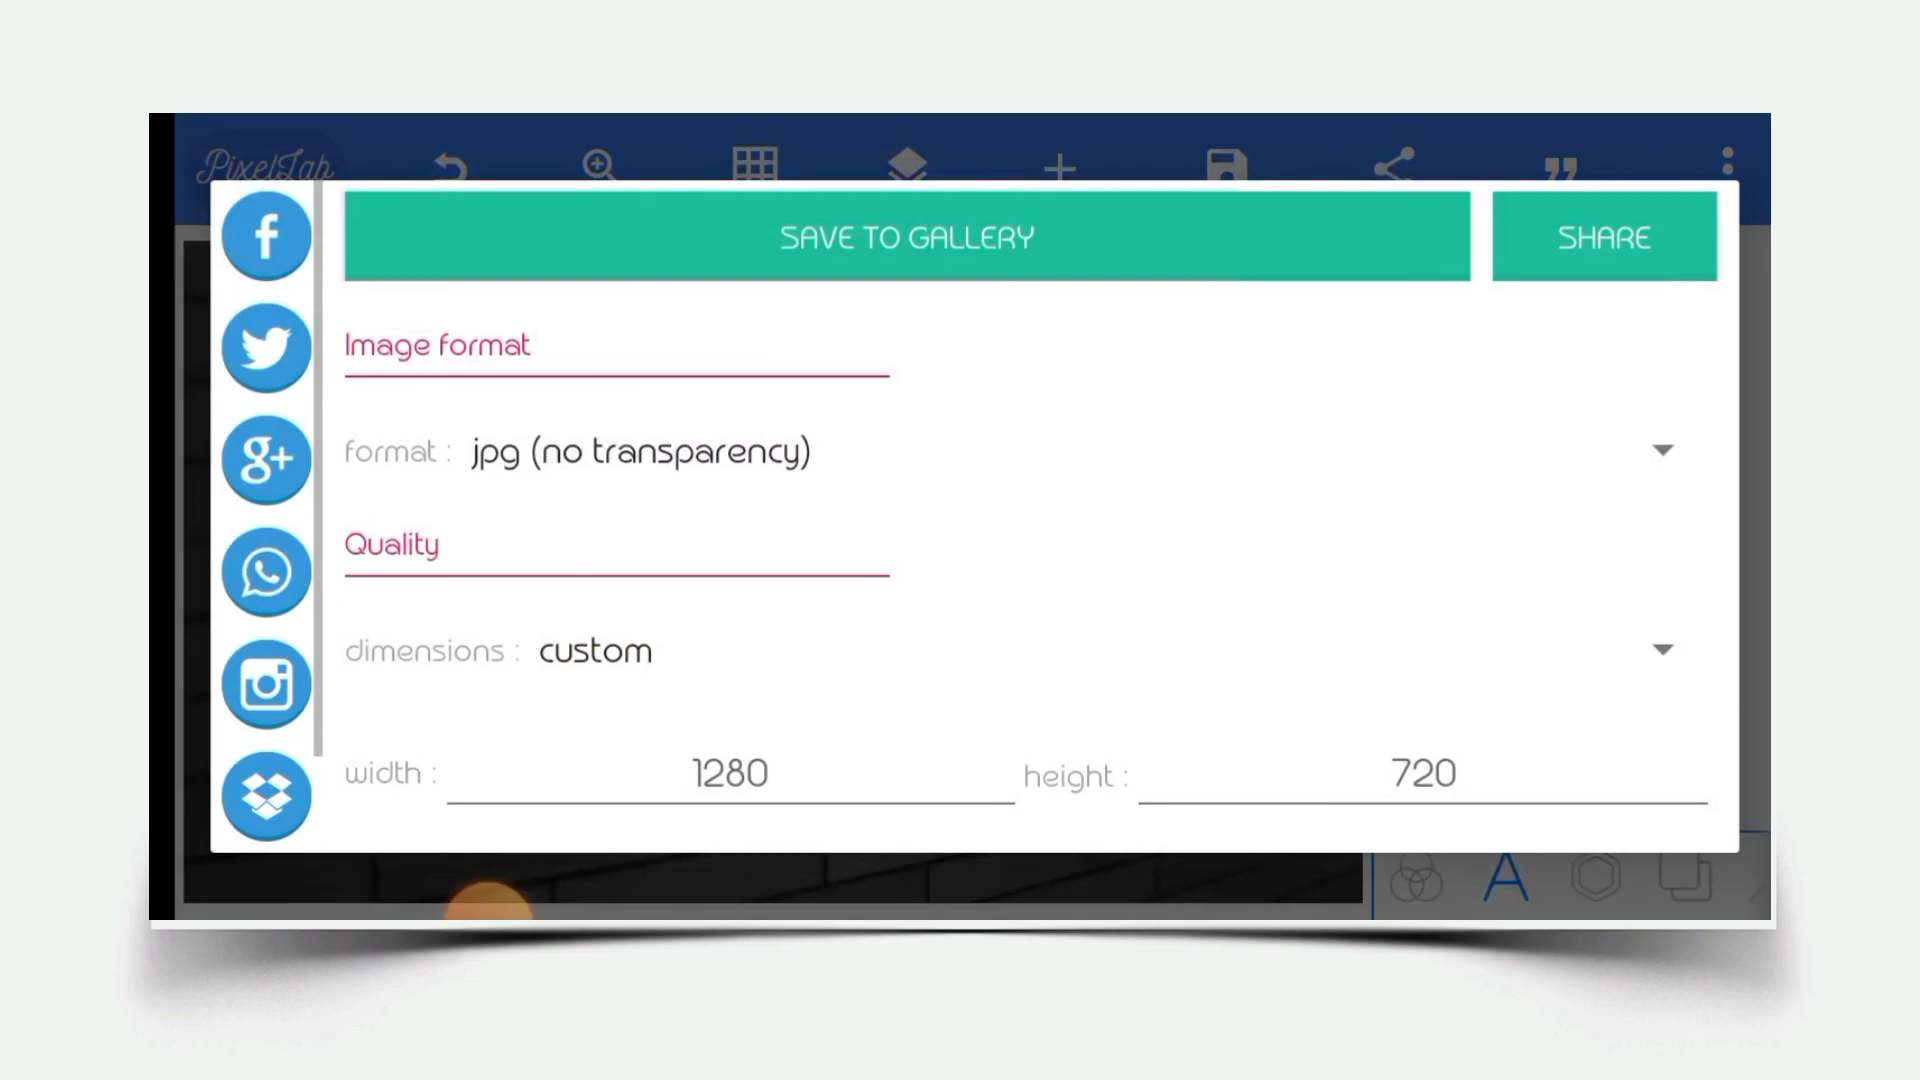 PixelLab
SAVE TO GALLERY
SHARE
Image format
format : jpg (no transparency)
Quality
dimensions : custom
width : 1280 height : 720